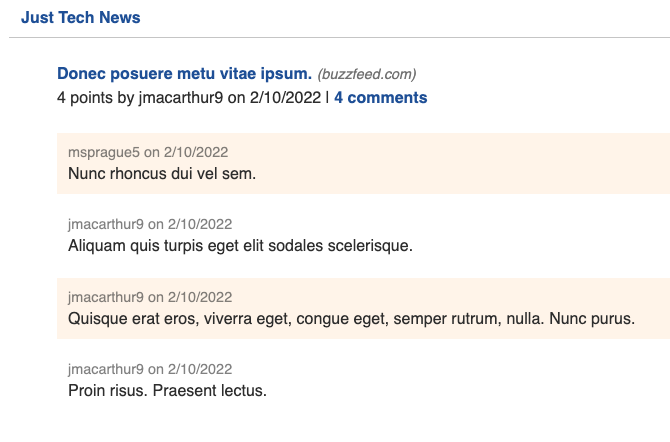 Just Tech News
Donec posuere metu vitae ipsum. (buzzfeed.com)
4 points by jmacarthur9 on 2/10/2022 | 4 comments
msprague5 on 2/10/2022
Nunc rhoncus dui vel sem.
jmacarthur9 on 2/10/2022
Aliquam quis turpis eget elit sodales scelerisque.
jmacarthur9 on 2/10/2022
Quisque erat eros, viverra eget, congue eget, semper rutrum, nulla. Nunc purus.
jmacarthur9 on 2/10/2022
Proin risus. Praesent lectus.